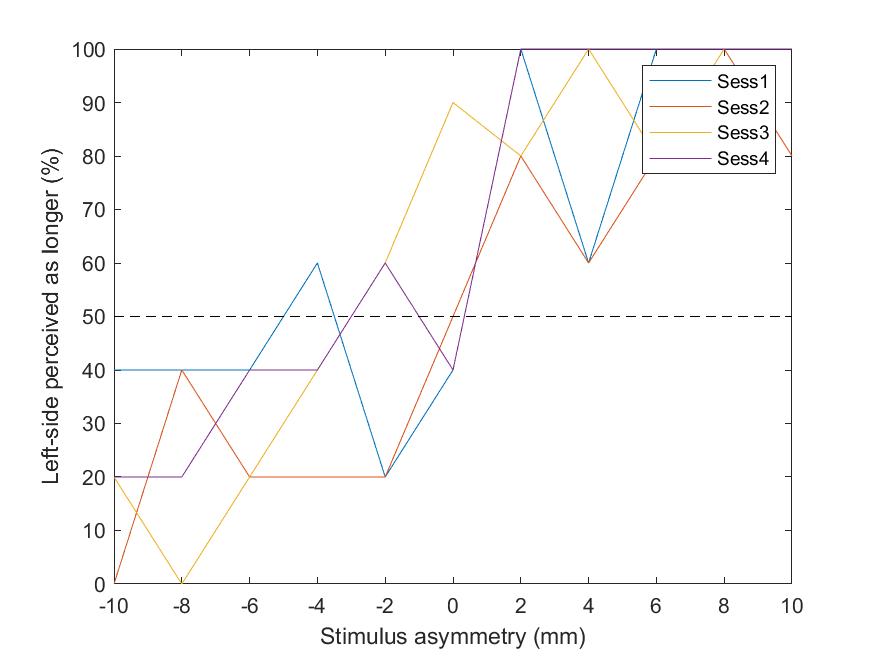 100
90
80
70
60
50
40
30
20
10
0
Left-side perceived as longer (%)
Sess1
Sess2
Sess3
Sess4
-10 -8 -6 -4 -2 0 2 4 6 8 10
Stimulus asymmetry (mm)